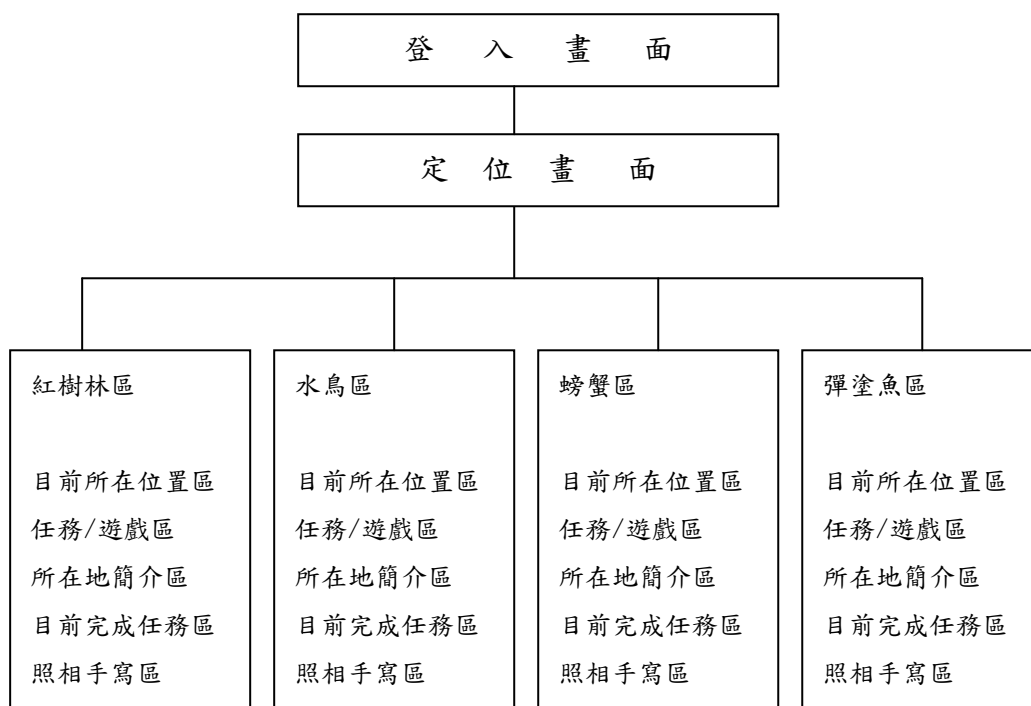 登入畫面
定位畫面
紅樹林區
目前所在位置區
任務/遊戲區
所在地簡介區
目前完成任務區
照相手寫區
水鳥區
目前所在位置區
任務/遊戲區
所在地簡介區
目前完成任務區
照相手寫區
螃蟹區
目前所在位置區
任務/遊戲區
所在地簡介區
目前完成任務區
照相手寫區
彈塗魚區
目前所在位置區
任務/遊戲區
所在地簡介區
目前完成任務區
照相手寫區